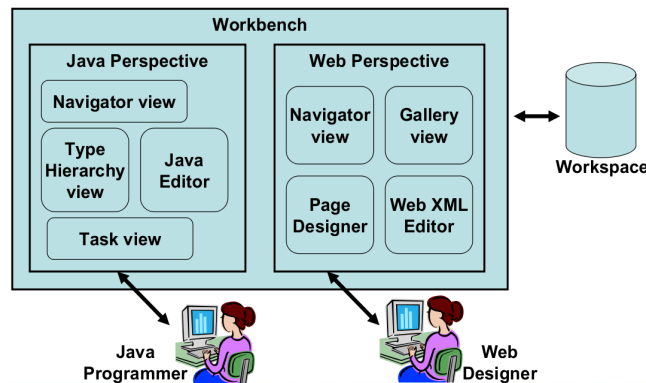 Workbench
Java Perspective
Navigator view
Type
Hierarchy
view
Java
Editor
Task view
Web Perspective
Navigator
view
Gallery
view
Page
Designer
Web XML
Editor
Workspace
Java
Programmer
Web
Designer